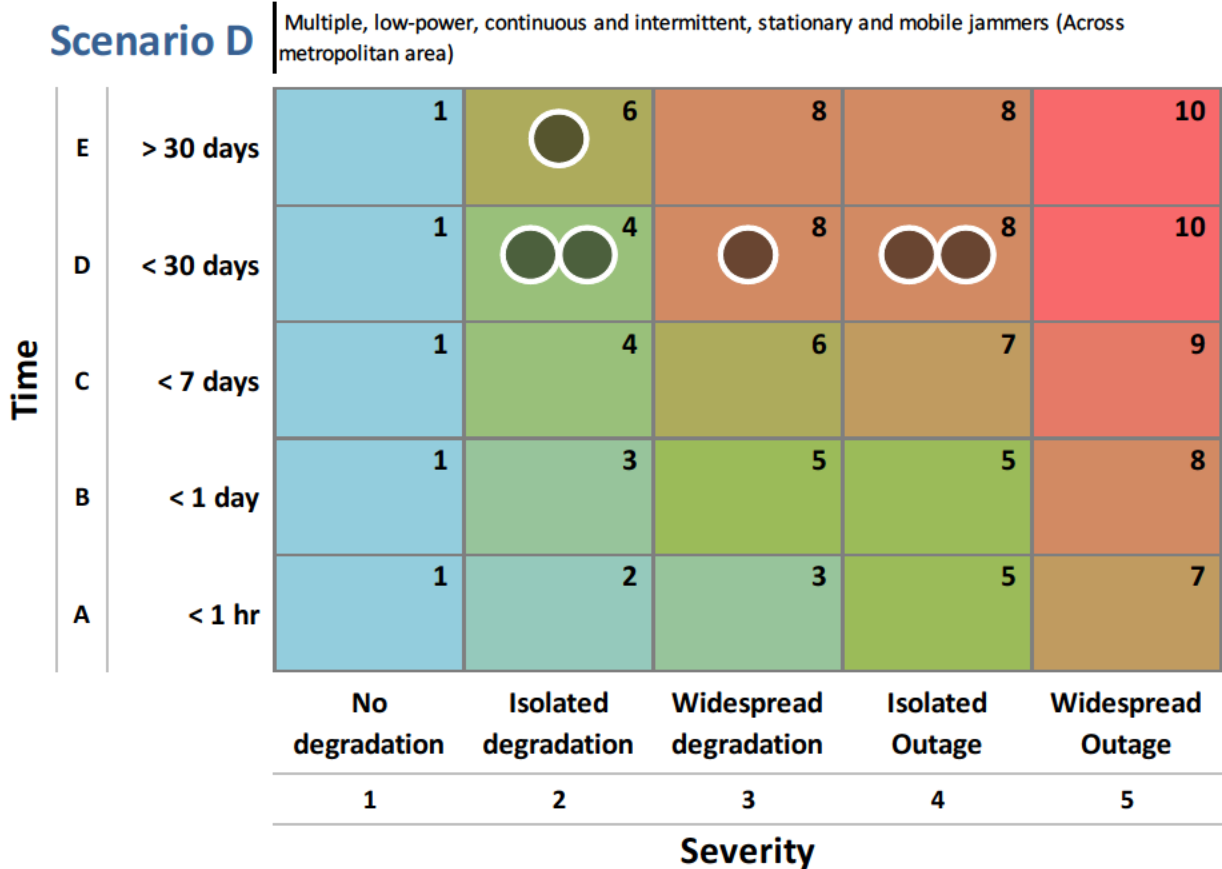 Scenario D
Multiple, low-power, continuous and intermittent, stationary and mobile jammers (Across
metropolitan area)
Time
E > 30 days 1 6 8 8 10
D < 30 days 1 4 8 8 10
C < 7 days 1 4 6 7 9
B < 1 day 1 3 5 5 8
A < 1 hr 1 2 3 5 7
No Isolated Widespread Isolated Widespread
degradation degradation degradation Outage Outage
1 2 3 4 5
Severity